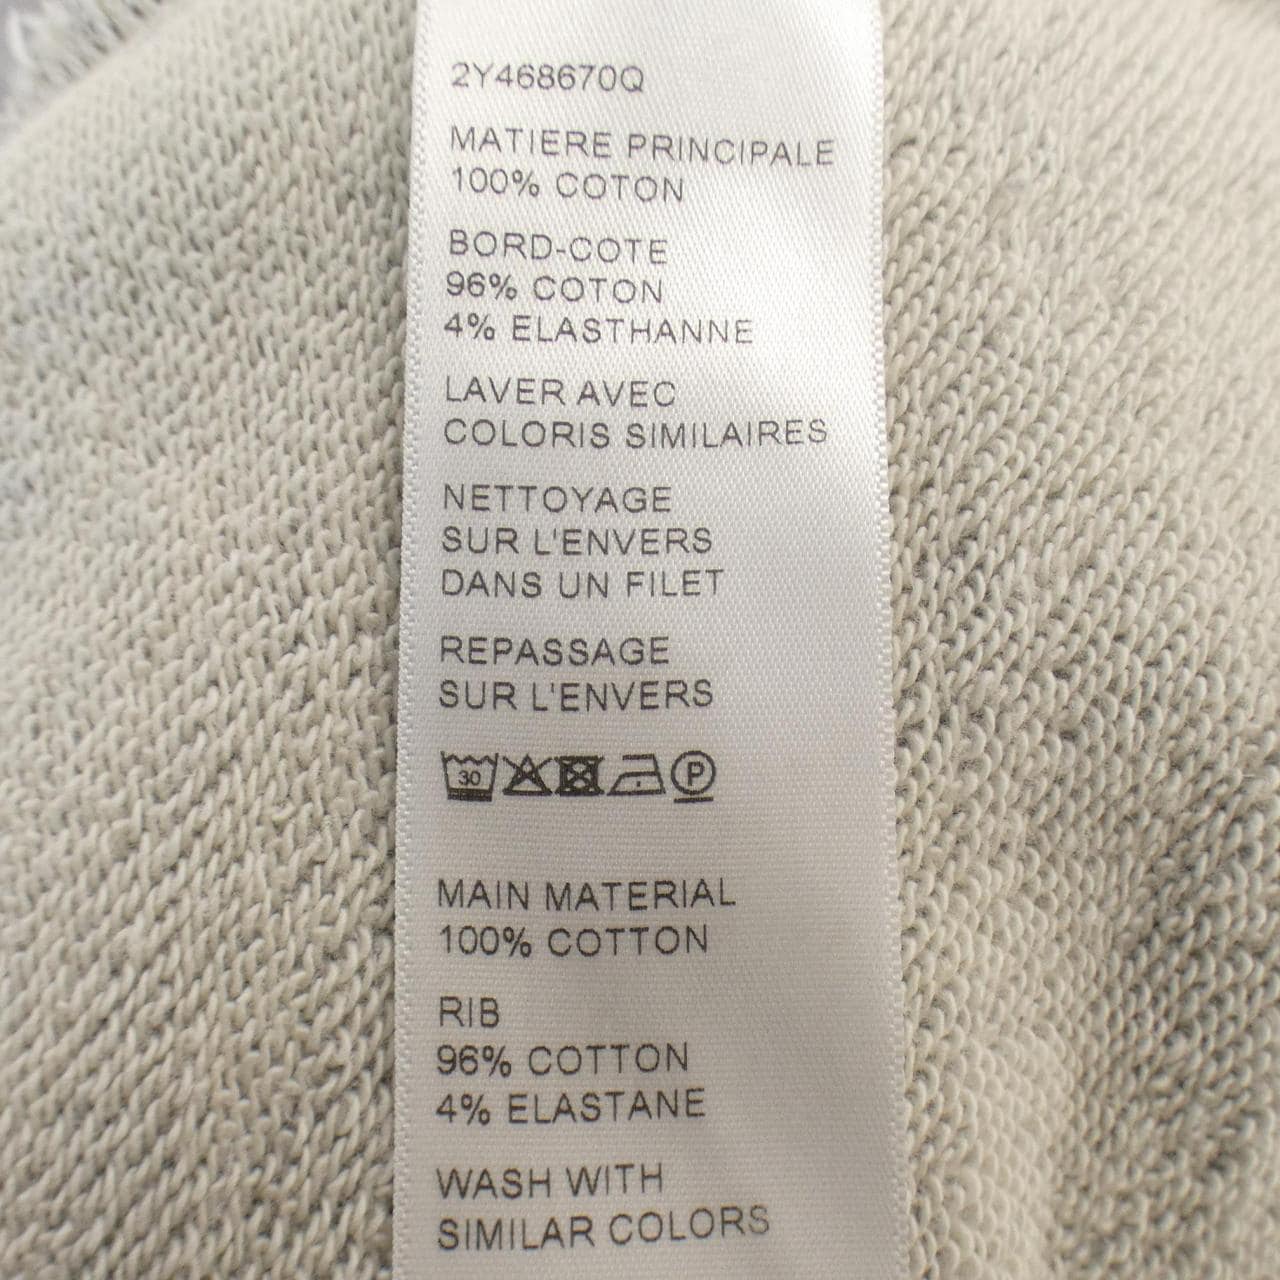 2Y468670Q
MATIERE PRINCIPALE
100% COTON
BORD-COTE
96% COTON
4% ELASTHANNE
LAVER AVEC
COLORIS SIMILAIRES
NETTOYAGE
SUR L'ENVERS
DANS UN FILET
REPASSAGE
SUR L'ENVERS
30 P
MAIN MATERIAL
100% COTTON
RIB
96% COTTON
4% ELASTANE
WASH WITH
SIMILAR COLORS